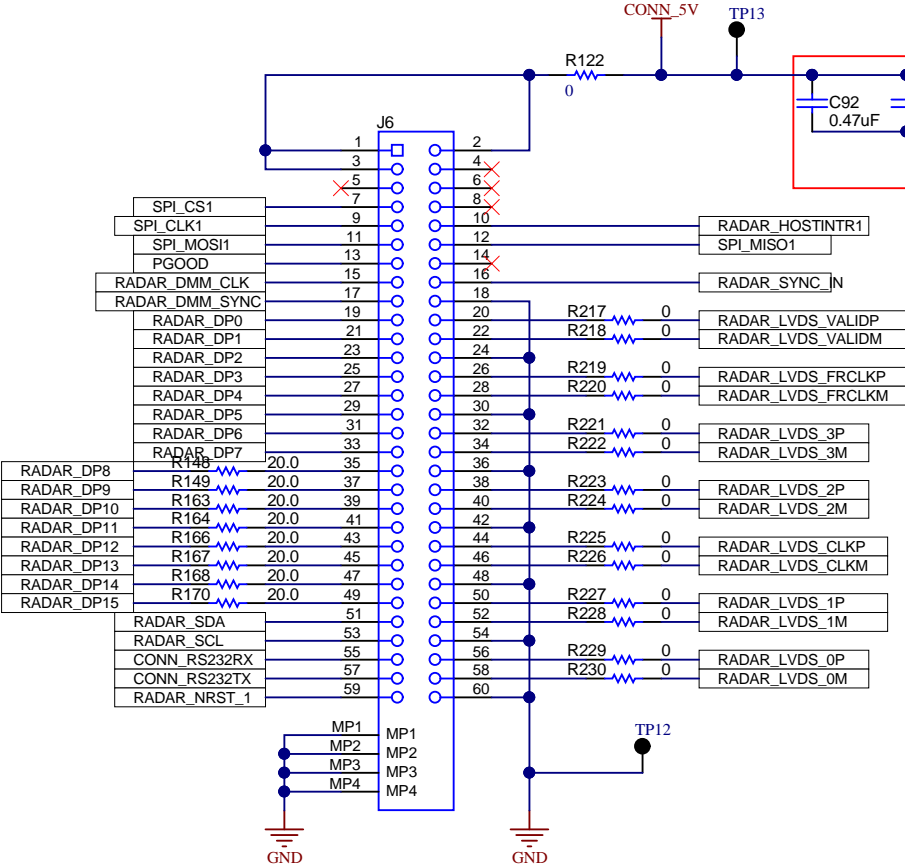 CONN_5V
TP13
R122
0
C92
0.47uF
J6
1 2
3 4
5 6
SPI_CS1 7 8
SPI_CLK1 9 10 RADAR_HOSTINTR1
SPI_MOSI1 11 12 SPI_MISO1
PGOOD 13 14
RADAR_DMM_CLK 15 16 RADAR_SYNC_IN
RADAR_DMM_SYNC 17 18
RADAR_DP0 19 20 R217 0 RADAR_LVDS_VALIDP
RADAR_DP1 21 22 R218 0 RADAR_LVDS_VALIDM
RADAR_DP2 23 24
RADAR_DP3 25 26 R219 0 RADAR_LVDS_FRCLKP
RADAR_DP4 27 28 R220 0 RADAR_LVDS_FRCLKM
RADAR_DP5 29 30
RADAR_DP6 31 32 R221 0 RADAR_LVDS_3P
RADAR_DP7 33 34 R222 0 RADAR_LVDS_3M
RADAR_DP8 R148 20.0 35 36
RADAR_DP9 R149 20.0 37 38 R223 0 RADAR_LVDS_2P
RADAR_DP10 R163 20.0 39 40 R224 0 RADAR_LVDS_2M
RADAR_DP11 R164 20.0 41 42
RADAR_DP12 R166 20.0 43 44 R225 0 RADAR_LVDS_CLKP
RADAR_DP13 R167 20.0 45 46 R226 0 RADAR_LVDS_CLKM
RADAR_DP14 R168 20.0 47 48
RADAR_DP15 R170 20.0 49 50 R227 0 RADAR_LVDS_1P
RADAR_SDA 51 52 R228 0 RADAR_LVDS_1M
RADAR_SCL 53 54
CONN_RS232RX 55 56 R229 0 RADAR_LVDS_0P
CONN_RS232TX 57 58 R230 0 RADAR_LVDS_0M
RADAR_NRST_1 59 60
MP1 MP1
MP2 MP2
MP3 MP3
MP4 MP4
TP12
GND
GND